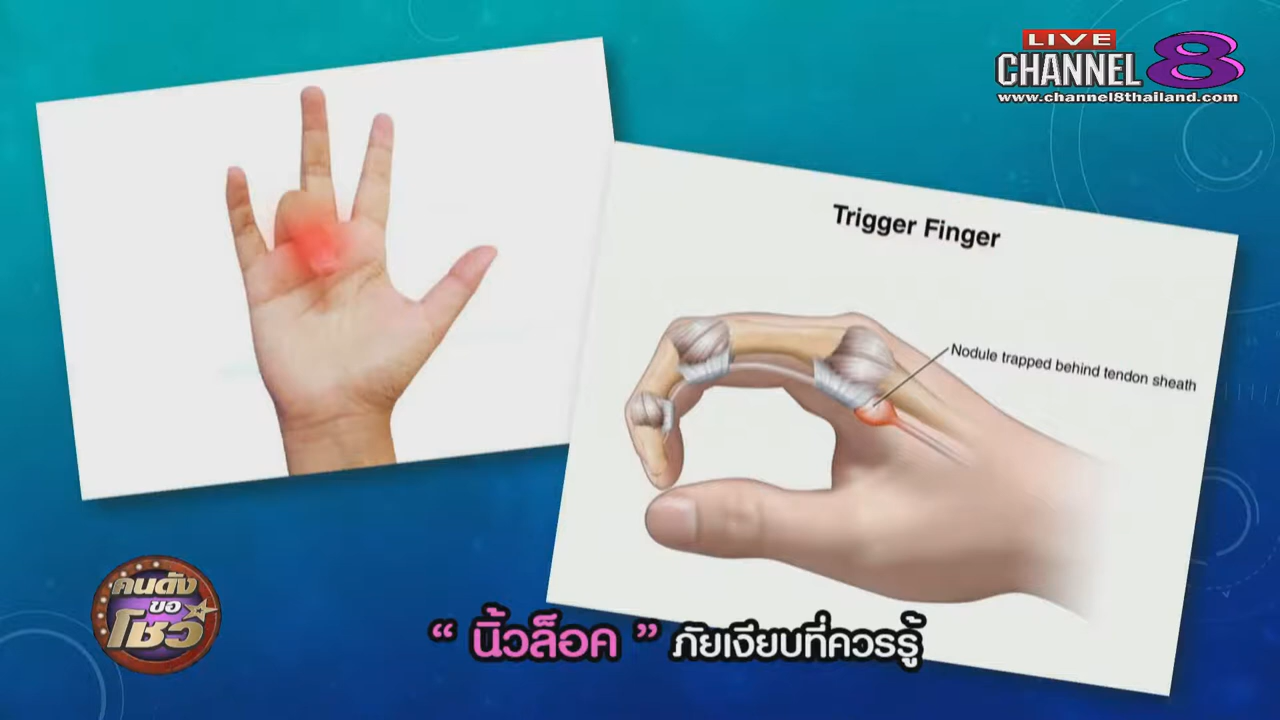 LIVE
CHANNEL 8
www.channel8thailand.com
Trigger Finger
Nodule trapped behind tendon sheath
คนดัง
ขอ
โชว์
“ นิ้วล็อค ” ภัยเงียบที่ควรรู้